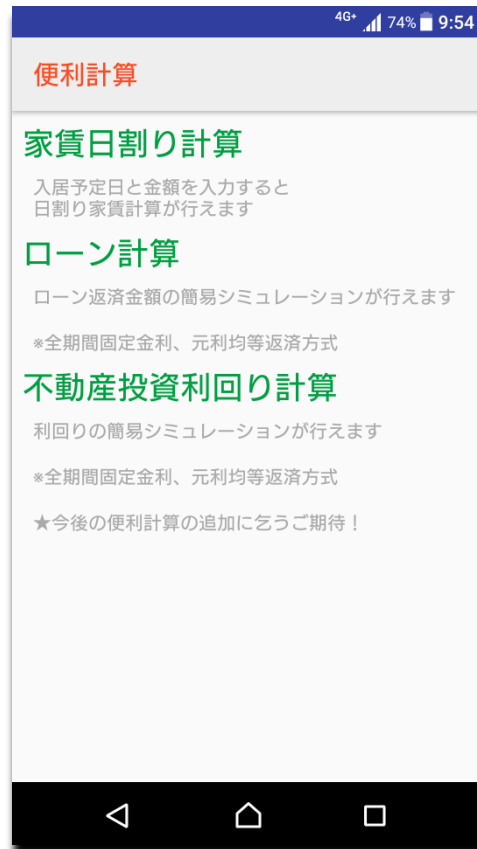 4G+ 74% 9:54
便利計算
家賃日割り計算
入居予定日と金額を入力すると
日割り家賃計算が行えます
ローン計算
ローン返済金額の簡易シミュレーションが行えます
※全期間固定金利、元利均等返済方式
不動産投資利回り計算
利回りの簡易シミュレーションが行えます
※全期間固定金利、元利均等返済方式
★今後の便利計算の追加に乞うご期待！